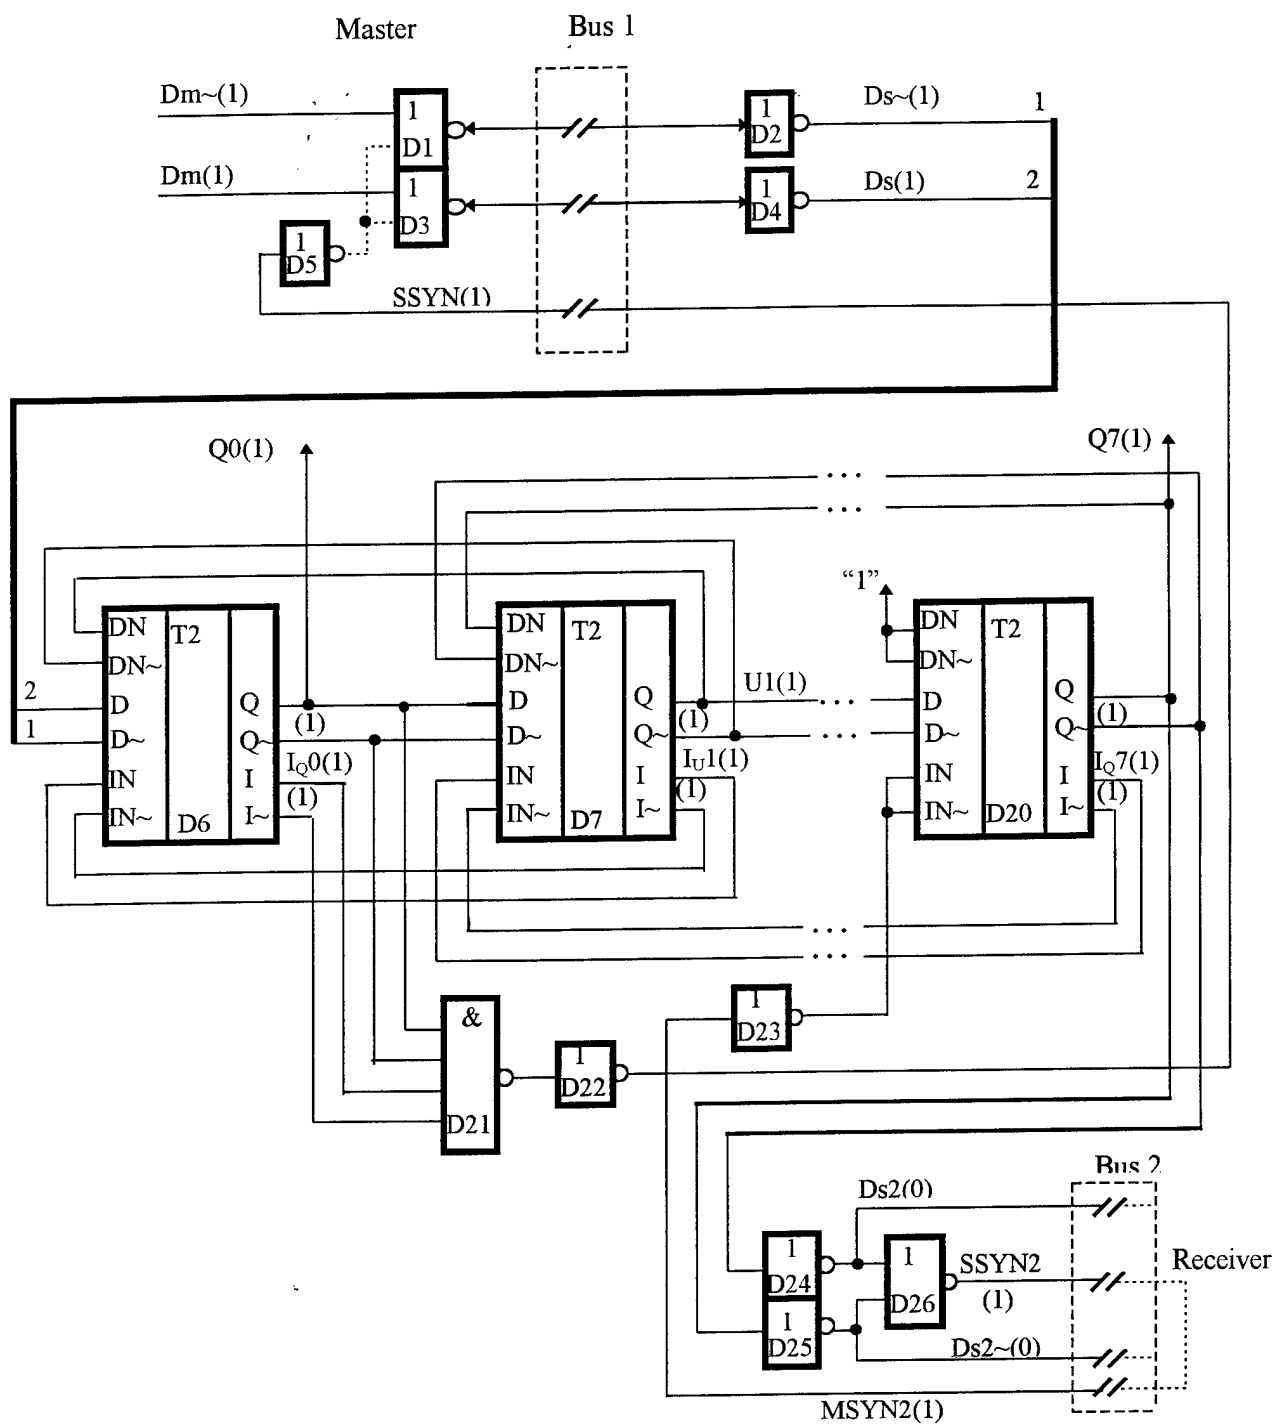 Master
Bus 1
Dm~(1)
1
D1
1
D2
Ds~(1)
1
Dm(1)
1
D3
1
D4
Ds(1)
2
1
D5
SSYN(1)
Q0(1)
Q7(1)
...
...
"1"
DN
DN~
D
D~
IN
IN~
T2
D6
Q
Q~
I
I~
2
1
(1)
IQ0(1)
(1)
DN
DN~
D
D~
IN
IN~
T2
D7
Q
Q~
I
I~
U1(1)
...
(1)
...
IU1(1)
(1)
DN
DN~
D
D~
IN
IN~
T2
D20
Q
Q~
I
I~
(1)
IQ7(1)
(1)
...
...
&
D21
1
D22
1
D23
Bus 2
Ds2(0)
1
D24
1
D25
1
D26
SSYN2
(1)
Receiver
Ds2~(0)
MSYN2(1)